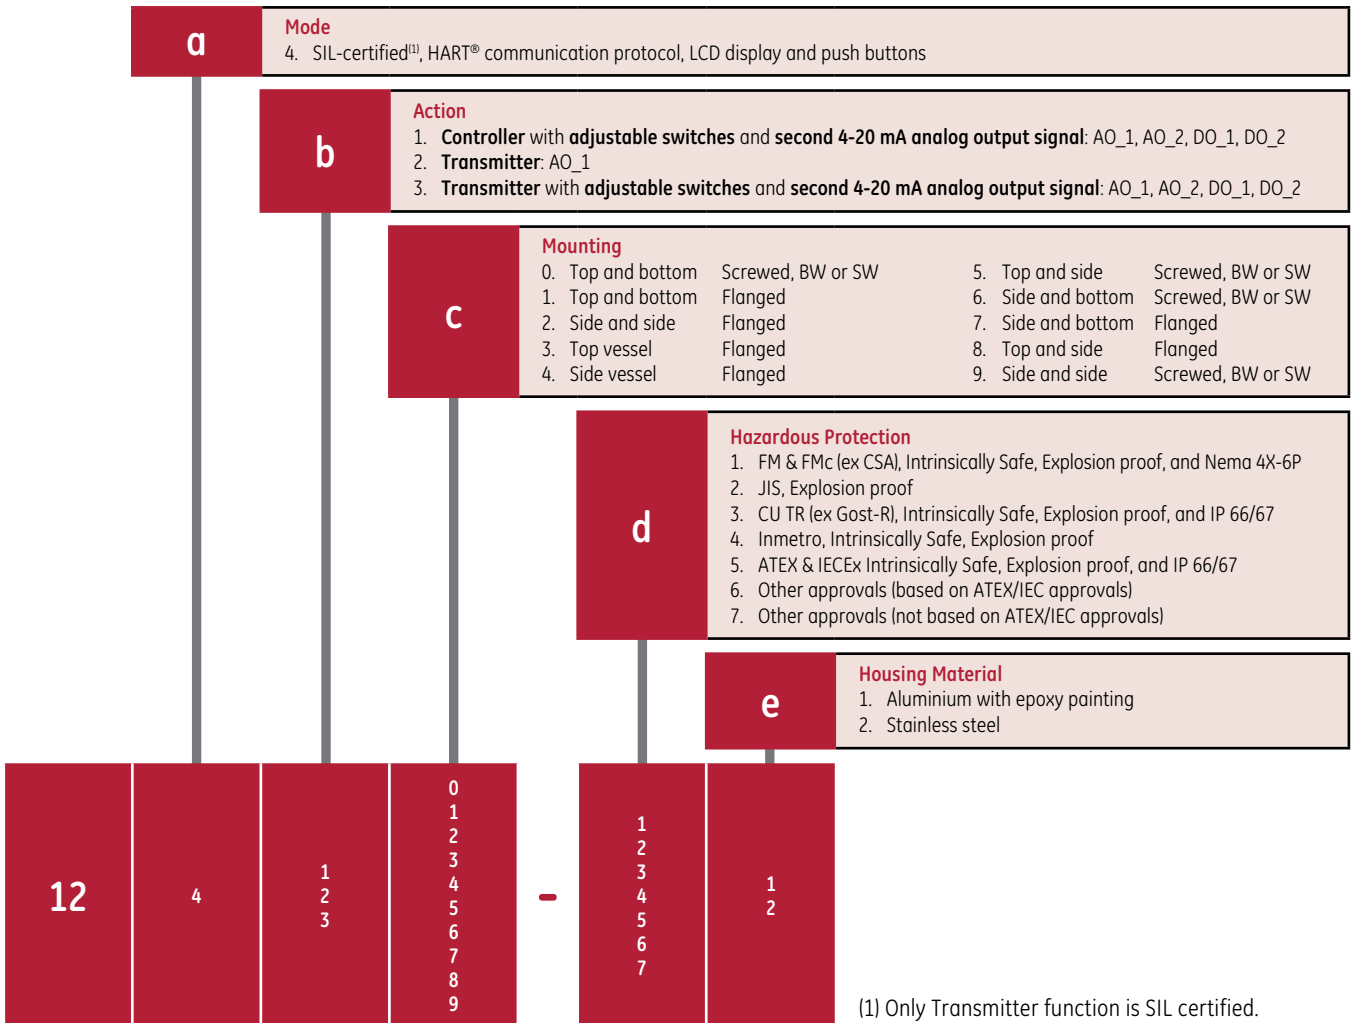 a
Mode
4. SIL-certified(1), HART® communication protocol, LCD display and push buttons
b
Action
1. Controller with adjustable switches and second 4-20 mA analog output signal: AO_1, AO_2, DO_1, DO_2
2. Transmitter: AO_1
3. Transmitter with adjustable switches and second 4-20 mA analog output signal: AO_1, AO_2, DO_1, DO_2
c
Mounting
0. Top and bottom Screwed, BW or SW 5. Top and side Screwed, BW or SW
1. Top and bottom Flanged 6. Side and bottom Screwed, BW or SW
2. Side and side Flanged 7. Side and bottom Flanged
3. Top vessel Flanged 8. Top and side Flanged
4. Side vessel Flanged 9. Side and side Screwed, BW or SW
d
Hazardous Protection
1. FM & FMc (ex CSA), Intrinsically Safe, Explosion proof, and Nema 4X-6P
2. JIS, Explosion proof
3. CU TR (ex Gost-R), Intrinsically Safe, Explosion proof, and IP 66/67
4. Inmetro, Intrinsically Safe, Explosion proof
5. ATEX & IECEx Intrinsically Safe, Explosion proof, and IP 66/67
6. Other approvals (based on ATEX/IEC approvals)
7. Other approvals (not based on ATEX/IEC approvals)
e
Housing Material
1. Aluminium with epoxy painting
2. Stainless steel
12
4
1
2
3
0
1
2
3
4
5
6
7
8
9
-
1
2
3
4
5
6
7
1
2
(1) Only Transmitter function is SIL certified.